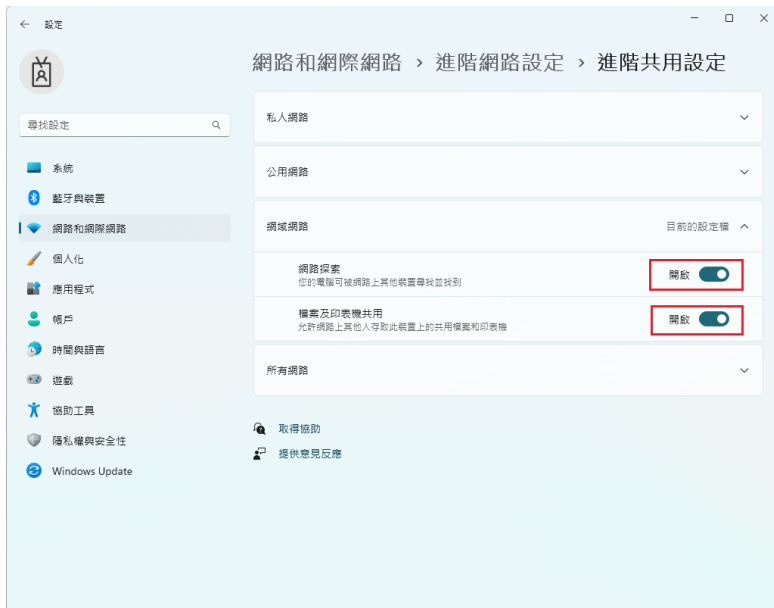 設定
網路和網際網路 › 進階網路設定 › 進階共用設定
尋找設定
系統
藍牙與裝置
網路和網際網路
個人化
應用程式
帳戶
時間與語言
遊戲
協助工具
隱私權與安全性
Windows Update
私人網路
公用網路
網域網路 目前的設定檔
網路探索 開啟
您的電腦可被網路上其他裝置尋找並找到
檔案及印表機共用 開啟
允許網路上其他人存取此裝置上的共用檔案和印表機
所有網路
取得協助
提供意見反應